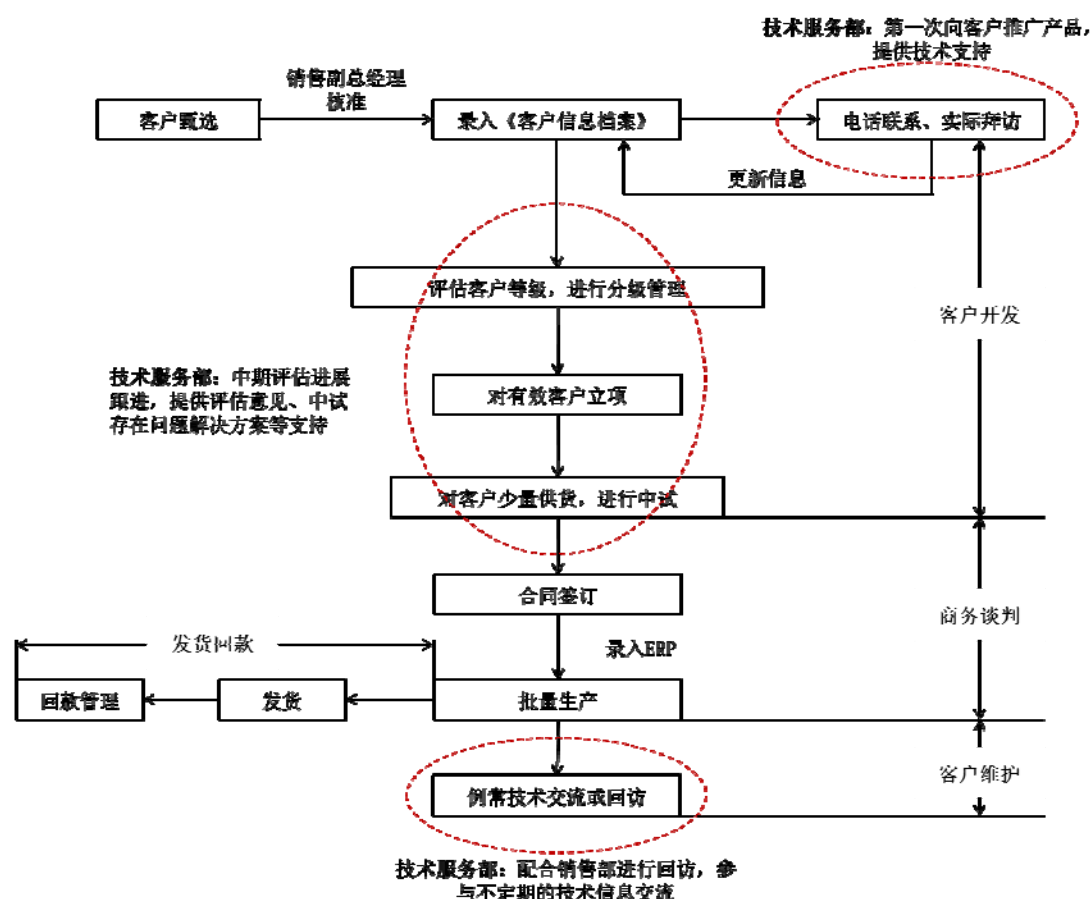 技术服务部：第一次向客户推广产品，
提供技术支持
销售副总经理
核准
客户甄选
录入《客户信息档案》
电话联系、实际拜访
更新信息
评估客户等级，进行分级管理
客户开发
技术服务部：中期评估进展
跟进，提供评估意见、中试
存在问题解决方案等支持
对有效客户立项
对客户少量供货，进行中试
合同签订
商务谈判
发货回款
录入ERP
回款管理
发货
批量生产
客户维护
例常技术交流或回访
技术服务部：配合销售部进行回访，参
与不定期的技术信息交流